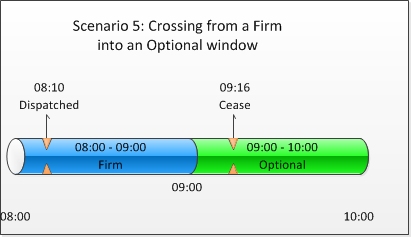 Scenario 5: Crossing from a Firm
into an Optional window
08:10
Dispatched
09:16
Cease
08:00 - 09:00
Firm
09:00 - 10:00
Optional
09:00
08:00
10:00